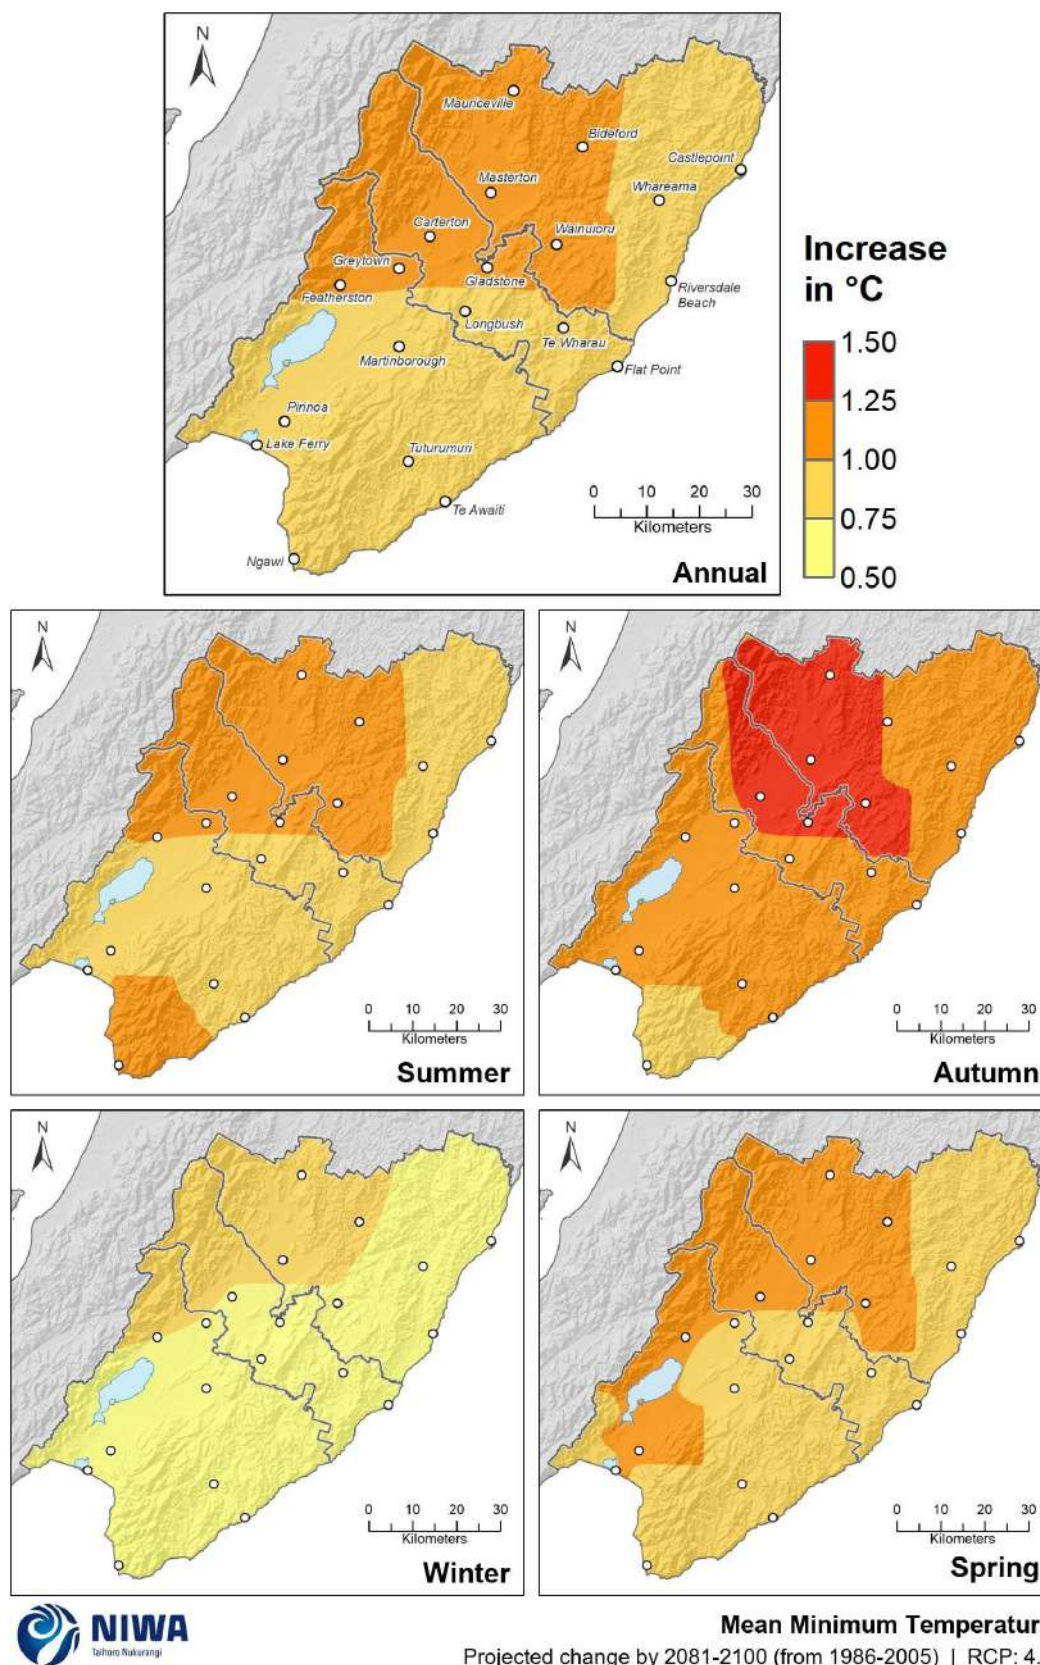 N
Mauriceville
Bideford
Castlepoint
Masterton
Whareama
Carterton
Wainuioru
Greytown
Gladstone
Featherston
Riversdale
Beach
Longbush
Te Wharau
Martinborough
Flat Point
Pirinoa
Lake Ferry
Tuturumuri
Te Awaiti
Ngawi
0 10 20 30
Kilometers
Annual
Increase
in °C
1.50
1.25
1.00
0.75
0.50
N
0 10 20 30
Kilometers
Summer
N
0 10 20 30
Kilometers
Autumn
N
0 10 20 30
Kilometers
Winter
N
0 10 20 30
Kilometers
Spring
NIWA
Taihoro Nukurangi
Mean Minimum Temperatur
Projected change by 2081-2100 (from 1986-2005) | RCP: 4.